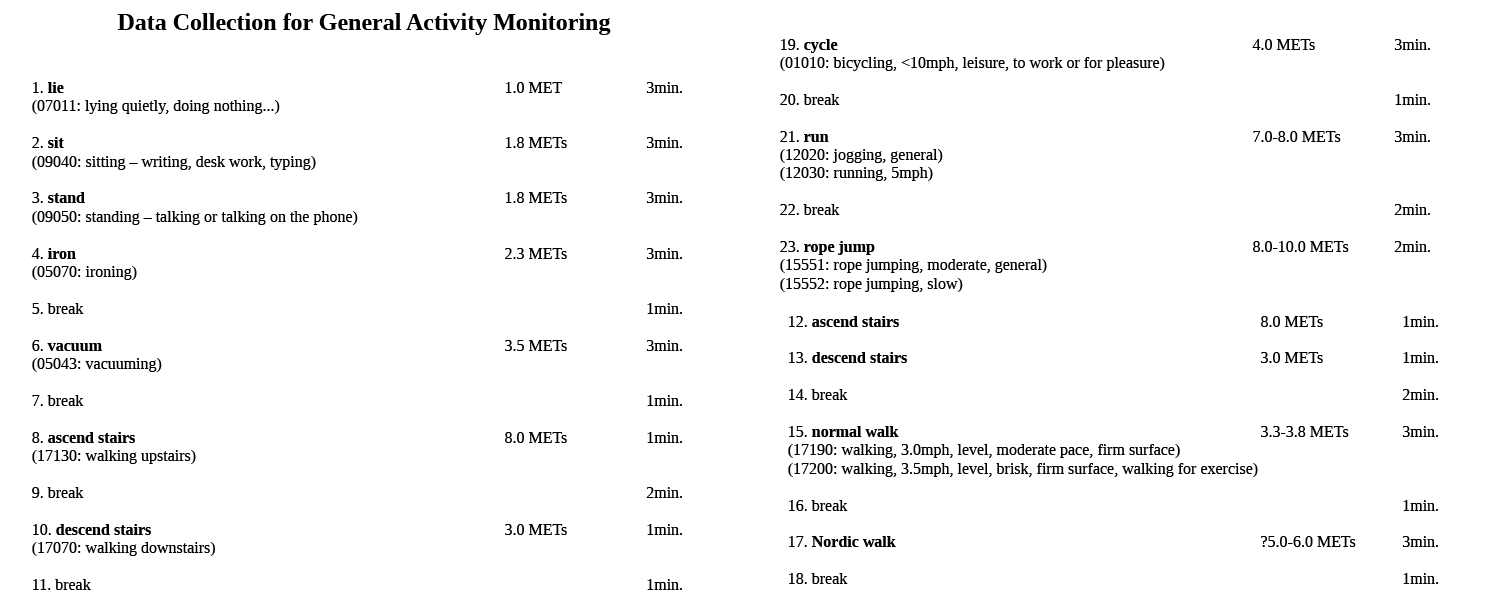 Data Collection for General Activity Monitoring
1. lie 1.0 MET 3min.
(07011: lying quietly, doing nothing...)
2. sit 1.8 METs 3min.
(09040: sitting – writing, desk work, typing)
3. stand 1.8 METs 3min.
(09050: standing – talking or talking on the phone)
4. iron 2.3 METs 3min.
(05070: ironing)
5. break 1min.
6. vacuum 3.5 METs 3min.
(05043: vacuuming)
7. break 1min.
8. ascend stairs 8.0 METs 1min.
(17130: walking upstairs)
9. break 2min.
10. descend stairs 3.0 METs 1min.
(17070: walking downstairs)
11. break 1min.
19. cycle 4.0 METs 3min.
(01010: bicycling, <10mph, leisure, to work or for pleasure)
20. break 1min.
21. run 7.0-8.0 METs 3min.
(12020: jogging, general)
(12030: running, 5mph)
22. break 2min.
23. rope jump 8.0-10.0 METs 2min.
(15551: rope jumping, moderate, general)
(15552: rope jumping, slow)
12. ascend stairs 8.0 METs 1min.
13. descend stairs 3.0 METs 1min.
14. break 2min.
15. normal walk 3.3-3.8 METs 3min.
(17190: walking, 3.0mph, level, moderate pace, firm surface)
(17200: walking, 3.5mph, level, brisk, firm surface, walking for exercise)
16. break 1min.
17. Nordic walk ?5.0-6.0 METs 3min.
18. break 1min.